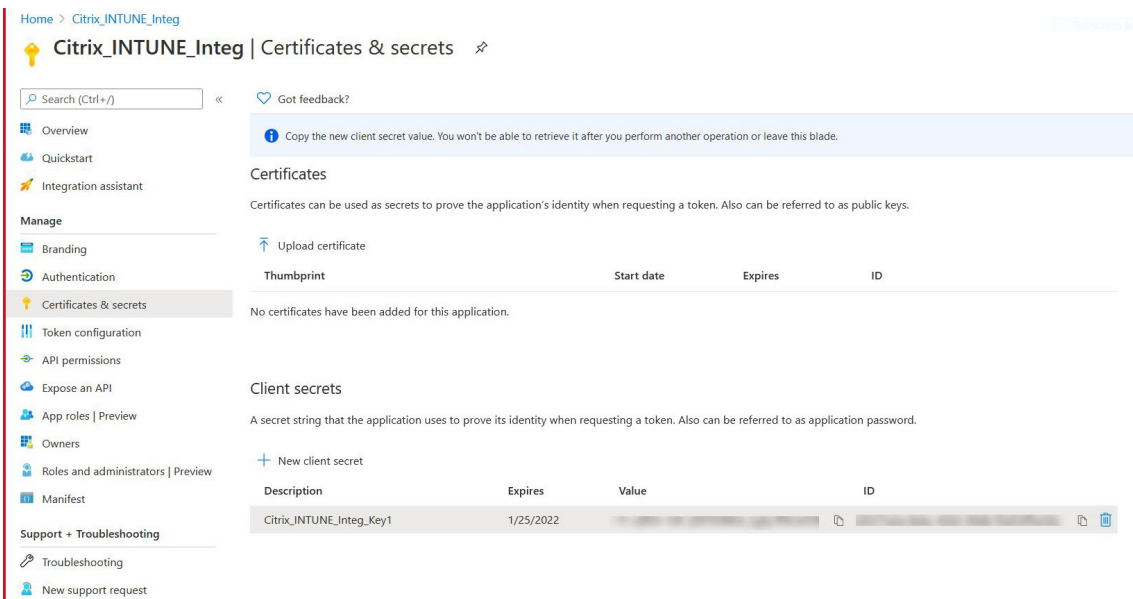 Home > Citrix_INTUNE_Integ
Citrix_INTUNE_Integ | Certificates & secrets
Search (Ctrl+/)
«
Overview
Quickstart
Integration assistant
Manage
Branding
Authentication
Certificates & secrets
Token configuration
API permissions
Expose an API
App roles | Preview
Owners
Roles and administrators | Preview
Manifest
Support + Troubleshooting
Troubleshooting
New support request
Got feedback?
Copy the new client secret value. You won't be able to retrieve it after you perform another operation or leave this blade.
Certificates
Certificates can be used as secrets to prove the application's identity when requesting a token. Also can be referred to as public keys.
Upload certificate
Thumbprint Start date Expires ID
No certificates have been added for this application.
Client secrets
A secret string that the application uses to prove its identity when requesting a token. Also can be referred to as application password.
New client secret
Description Expires Value ID
Citrix_INTUNE_Integ_Key1 1/25/2022